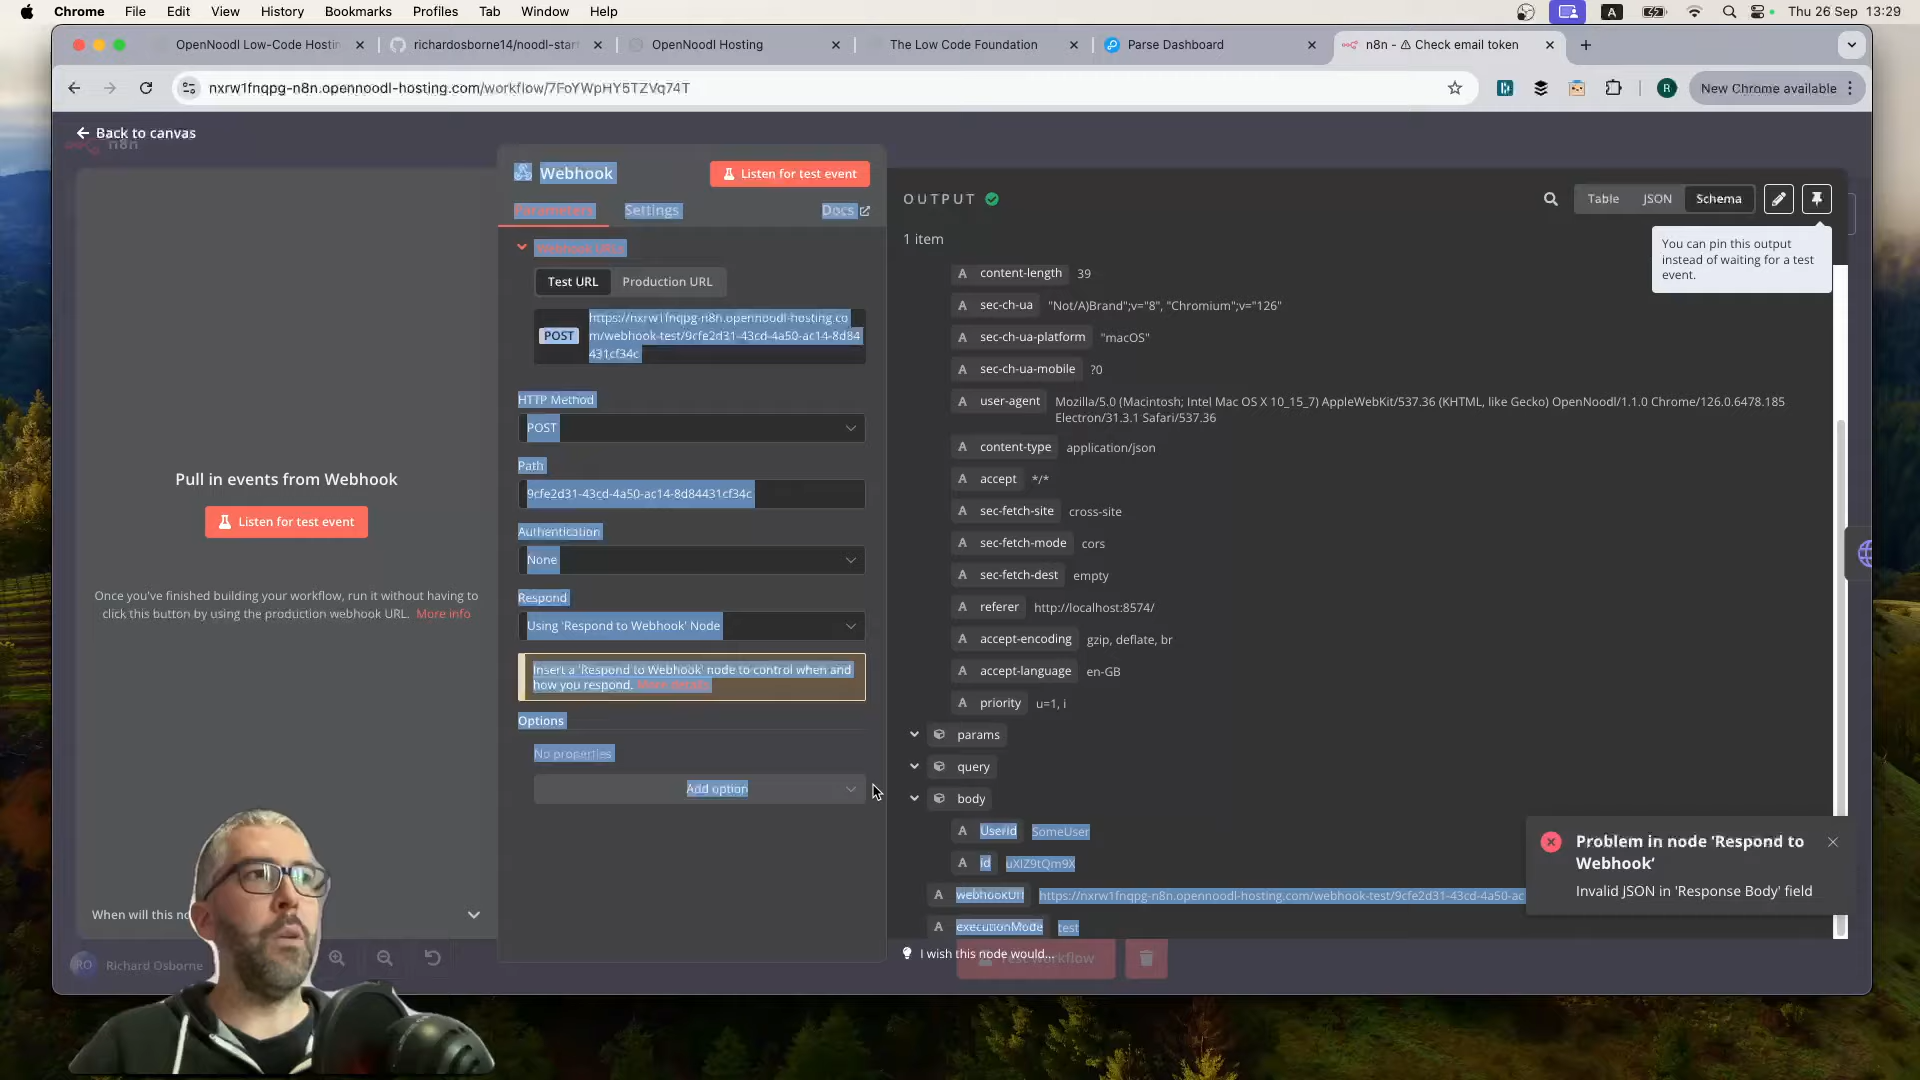 Chrome File Edit View History Bookmarks Profiles Tab Window Help A Thu 26 Sep 13:29
OpenNoodl Low-Code Hostin richardosborne14/noodl-star OpenNoodl Hosting The Low Code Foundation Parse Dashboard n8n - ⚠ Check email token
nxrw1fnqpg-n8n.opennoodl-hosting.com/workflow/7FoYWpHY5TZVq74T R New Chrome available
Back to canvas
n8n
Pull in events from Webhook
Listen for test event
Once you've finished building your workflow, run it without having to
click this button by using the production webhook URL. More info
When will this no
RO Richard Osborne
Webhook Listen for test event
Parameters Settings Docs
Webhook URLs
Test URL Production URL
POST
https://nxrw1fnqpg-n8n.opennoodl-hosting.co
m/webhook-test/9cfe2d31-43cd-4a50-ac14-8d84
431cf34c
HTTP Method
POST
Path
9cfe2d31-43cd-4a50-ac14-8d84431cf34c
Authentication
None
Respond
Using 'Respond to Webhook' Node
Insert a 'Respond to Webhook' node to control when and
how you respond. More details
Options
No properties
Add option
OUTPUT Table JSON Schema
1 item
You can pin this output
instead of waiting for a test
event.
A content-length 39
A sec-ch-ua "Not/A)Brand";v="8", "Chromium";v="126"
A sec-ch-ua-platform "macOS"
A sec-ch-ua-mobile ?0
A user-agent Mozilla/5.0 (Macintosh; Intel Mac OS X 10_15_7) AppleWebKit/537.36 (KHTML, like Gecko) OpenNoodl/1.1.0 Chrome/126.0.6478.185
Electron/31.3.1 Safari/537.36
A content-type application/json
A accept */*
A sec-fetch-site cross-site
A sec-fetch-mode cors
A sec-fetch-dest empty
A referer http://localhost:8574/
A accept-encoding gzip, deflate, br
A accept-language en-GB
A priority u=1, i
params
query
body
A UserId SomeUser
A id uXlZ9tQm9X
A webhookUrl https://nxrw1fnqpg-n8n.opennoodl-hosting.com/webhook-test/9cfe2d31-43cd-4a50-ac
A executionMode test
I wish this node would...
workflow
Problem in node 'Respond to
Webhook'
Invalid JSON in 'Response Body' field